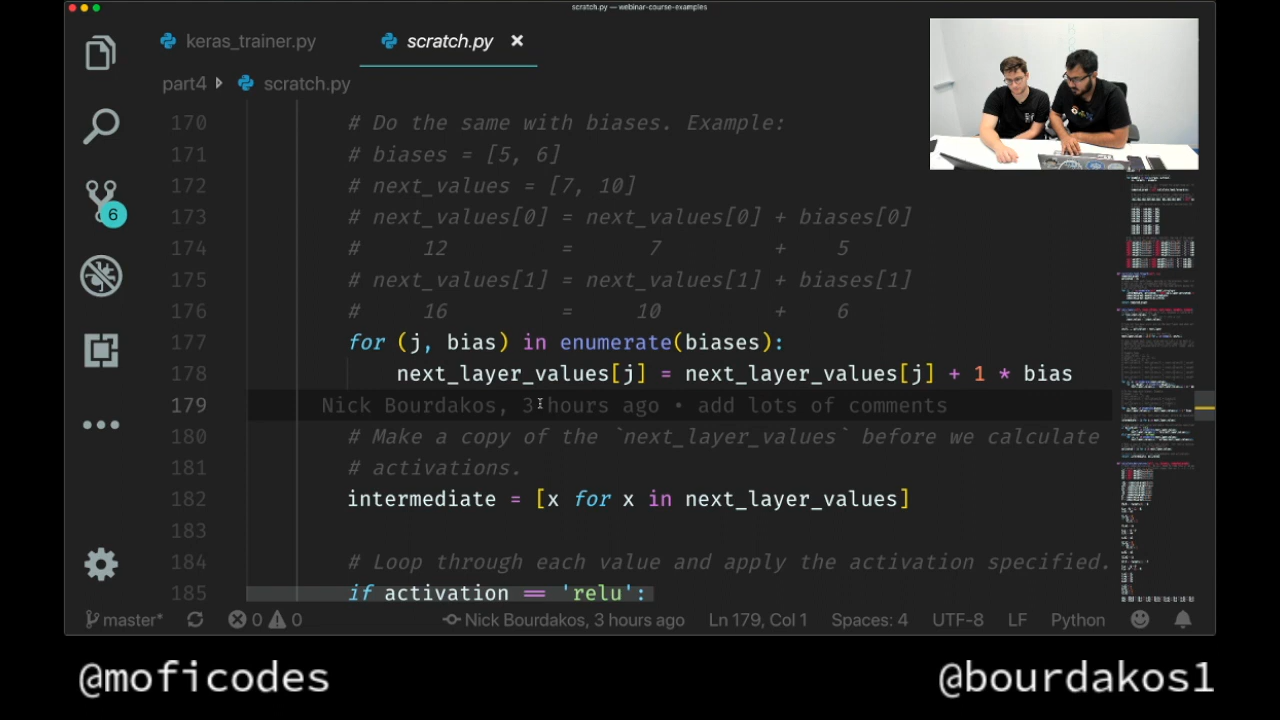 scratch.py — webinar-course-examples
keras_trainer.py
scratch.py
part4 scratch.py
170 # Do the same with biases. Example:
171 # biases = [5, 6]
172 # next_values = [7, 10]
173 # next_values[0] = next_values[0] + biases[0]
174 # 12 = 7 + 5
175 # next_values[1] = next_values[1] + biases[1]
176 # 16 = 10 + 6
177 for (j, bias) in enumerate(biases):
178 next_layer_values[j] = next_layer_values[j] + 1 * bias
179 Nick Bourdakos, 3 hours ago • add lots of comments
180 # Make a copy of the `next_layer_values` before we calculate
181 # activations.
182 intermediate = [x for x in next_layer_values]
183
184 # Loop through each value and apply the activation specified.
185 if activation == 'relu':
6
master* 0 0 Nick Bourdakos, 3 hours ago Ln 179, Col 1 Spaces: 4 UTF-8 LF Python
@moficodes
@bourdakos1